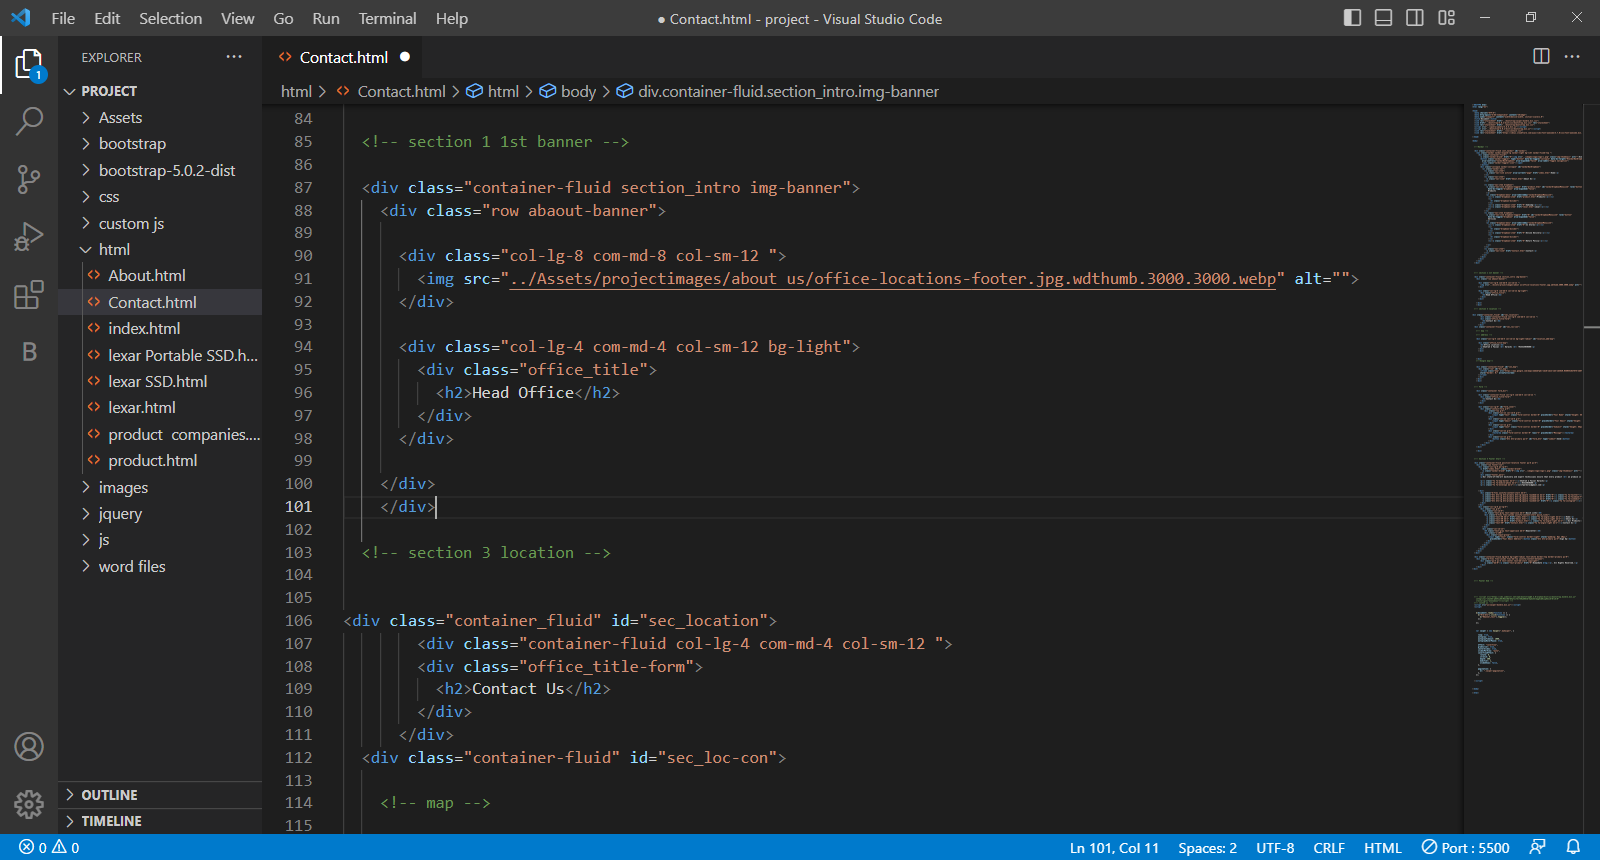 File Edit Selection View Go Run Terminal Help
● Contact.html - project - Visual Studio Code
EXPLORER
PROJECT
Assets
bootstrap
bootstrap-5.0.2-dist
css
custom js
html
About.html
Contact.html
index.html
lexar Portable SSD.h...
lexar SSD.html
lexar.html
product companies....
product.html
images
jquery
js
word files
OUTLINE
TIMELINE
1
B
Contact.html
html > Contact.html > html > body > div.container-fluid.section_intro.img-banner
84
85 <!-- section 1 1st banner -->
86
87 <div class="container-fluid section_intro img-banner">
88 <div class="row abaout-banner">
89
90 <div class="col-lg-8 com-md-8 col-sm-12 ">
91 <img src="../Assets/projectimages/about us/office-locations-footer.jpg.wdthumb.3000.3000.webp" alt="">
92 </div>
93
94 <div class="col-lg-4 com-md-4 col-sm-12 bg-light">
95 <div class="office_title">
96 <h2>Head Office</h2>
97 </div>
98 </div>
99
100 </div>
101 </div>
102
103 <!-- section 3 location -->
104
105
106 <div class="container_fluid" id="sec_location">
107 <div class="container-fluid col-lg-4 com-md-4 col-sm-12 ">
108 <div class="office_title-form">
109 <h2>Contact Us</h2>
110 </div>
111 </div>
112 <div class="container-fluid" id="sec_loc-con">
113
114 <!-- map -->
115
0 0
Ln 101, Col 11 Spaces: 2 UTF-8 CRLF HTML Port : 5500